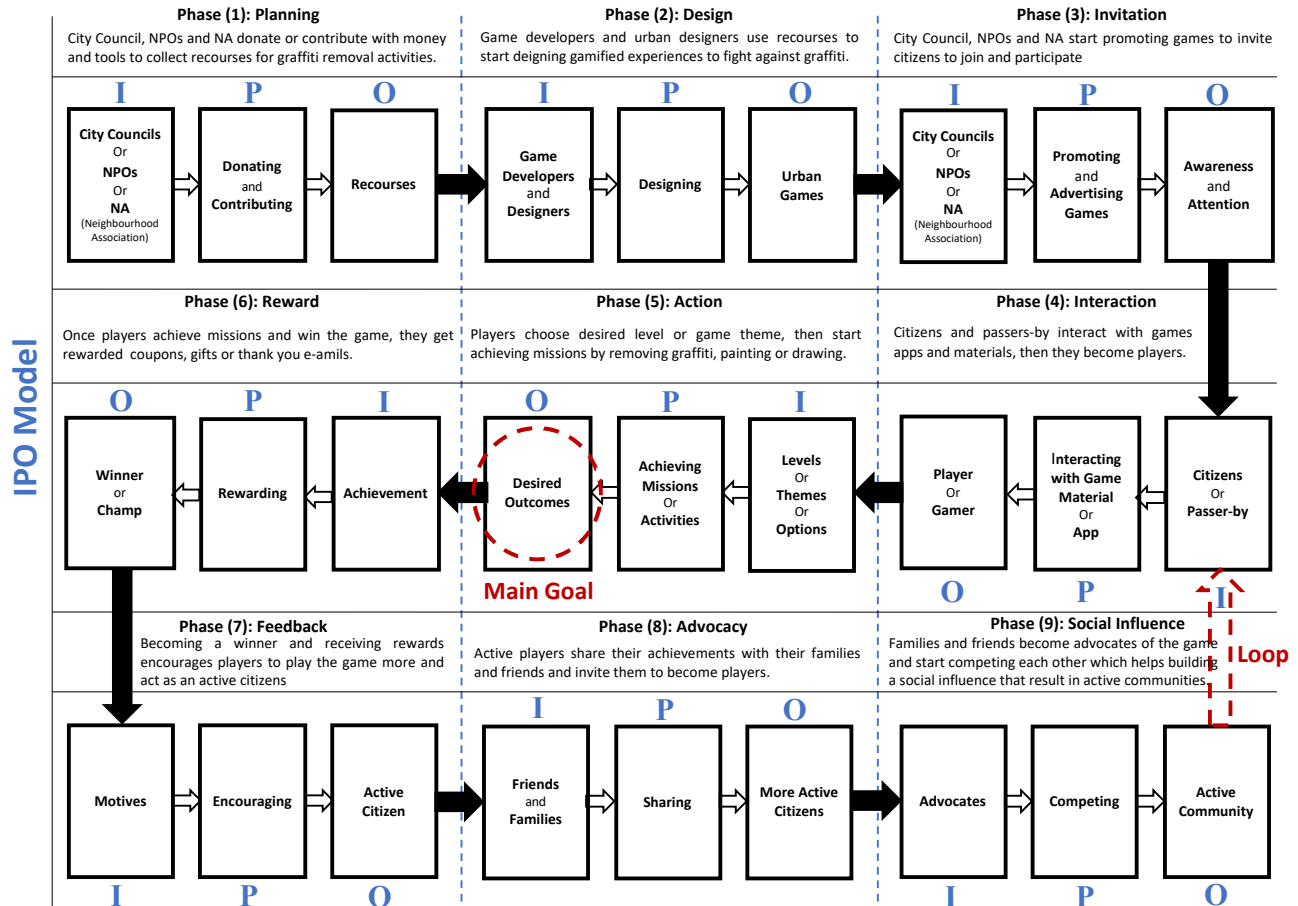 Phase (1): Planning
City Council, NPOs and NA donate or contribute with money
and tools to collect recourses for graffiti removal activities.
I
P
O
City Councils
Or
NPOs
Or
NA
(Neighbourhood
Association)
Donating
and
Contributing
Recourses
Phase (2): Design
Game developers and urban designers use recourses to
start deigning gamified experiences to fight against graffiti.
I
P
O
Game
Developers
and
Designers
Designing
Urban
Games
Phase (3): Invitation
City Council, NPOs and NA start promoting games to invite
citizens to join and participate
I
P
O
City Councils
Or
NPOs
Or
NA
(Neighbourhood
Association)
Promoting
and
Advertising
Games
Awareness
and
Attention
IPO Model
Phase (6): Reward
Once players achieve missions and win the game, they get
rewarded coupons, gifts or thank you e-amils.
O
P
I
Winner
or
Champ
Rewarding
Achievement
Phase (5): Action
Players choose desired level or game theme, then start
achieving missions by removing graffiti, painting or drawing.
O
P
I
Desired
Outcomes
Main Goal
Achieving
Missions
Or
Activities
Levels
Or
Themes
Or
Options
Phase (4): Interaction
Citizens and passers-by interact with games
apps and materials, then they become players.
Player
Or
Gamer
Interacting
with Game
Material
Or
App
Citizens
Or
Passer-by
O
P
I
Phase (7): Feedback
Becoming a winner and receiving rewards
encourages players to play the game more and
act as an active citizens
Motives
Encouraging
Active
Citizen
I
P
O
Phase (8): Advocacy
Active players share their achievements with their families
and friends and invite them to become players.
I
P
O
Friends
and
Families
Sharing
More Active
Citizens
Phase (9): Social Influence
Families and friends become advocates of the game
and start competing each other which helps building
a social influence that result in active communities.
Loop
Advocates
Competing
Active
Community
I
P
O